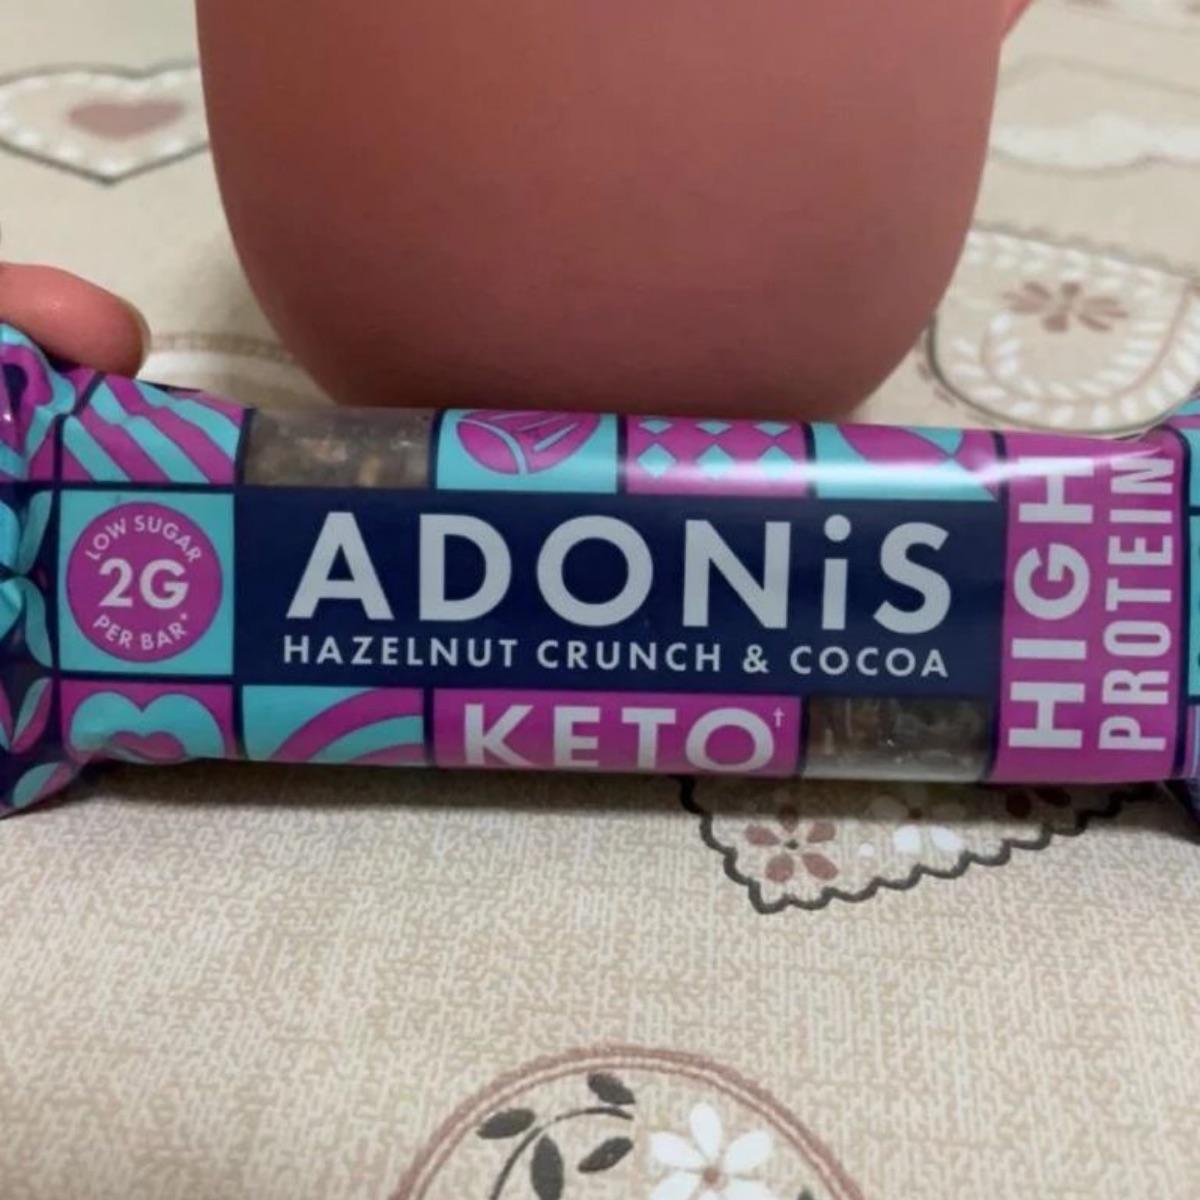 LOW SUGAR
2G
PER BAR*
ADONiS
HAZELNUT CRUNCH & COCOA
KETO†
HIGH
PROTEIN